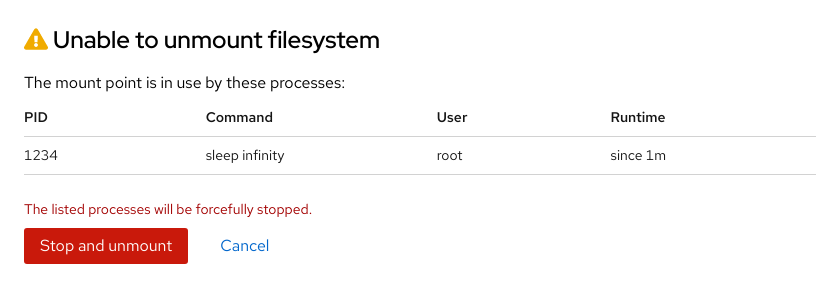 Unable to unmount filesystem
The mount point is in use by these processes:
PID Command User Runtime
1234 sleep infinity root since 1m
The listed processes will be forcefully stopped.
Stop and unmount Cancel